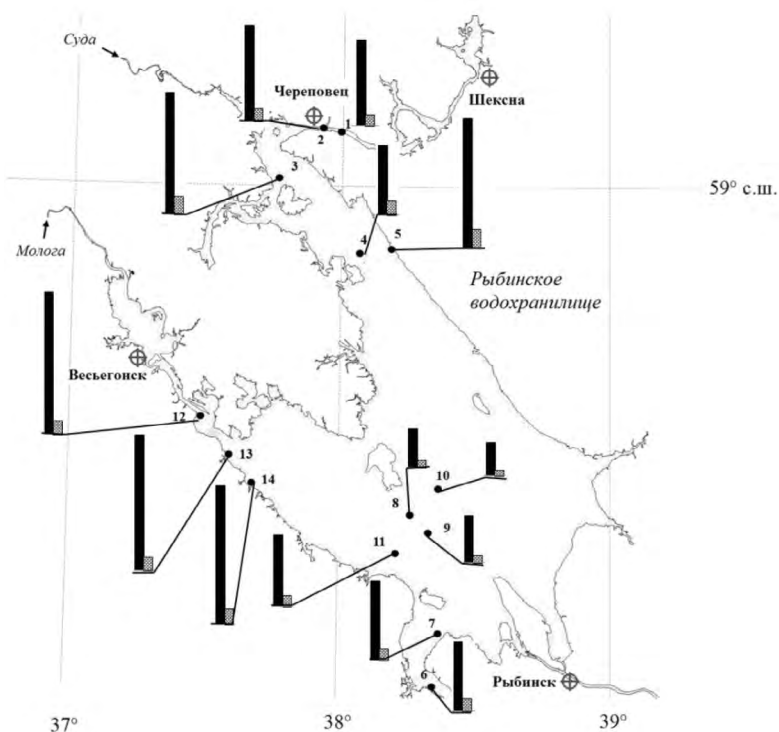 Суда
Череповец
Шексна
2
1
3
59° с.ш.
4
5
Молога
Рыбинское
водохранилище
Весьегонск
12
13
14
10
8
9
11
7
6
Рыбинск
37°
38°
39°